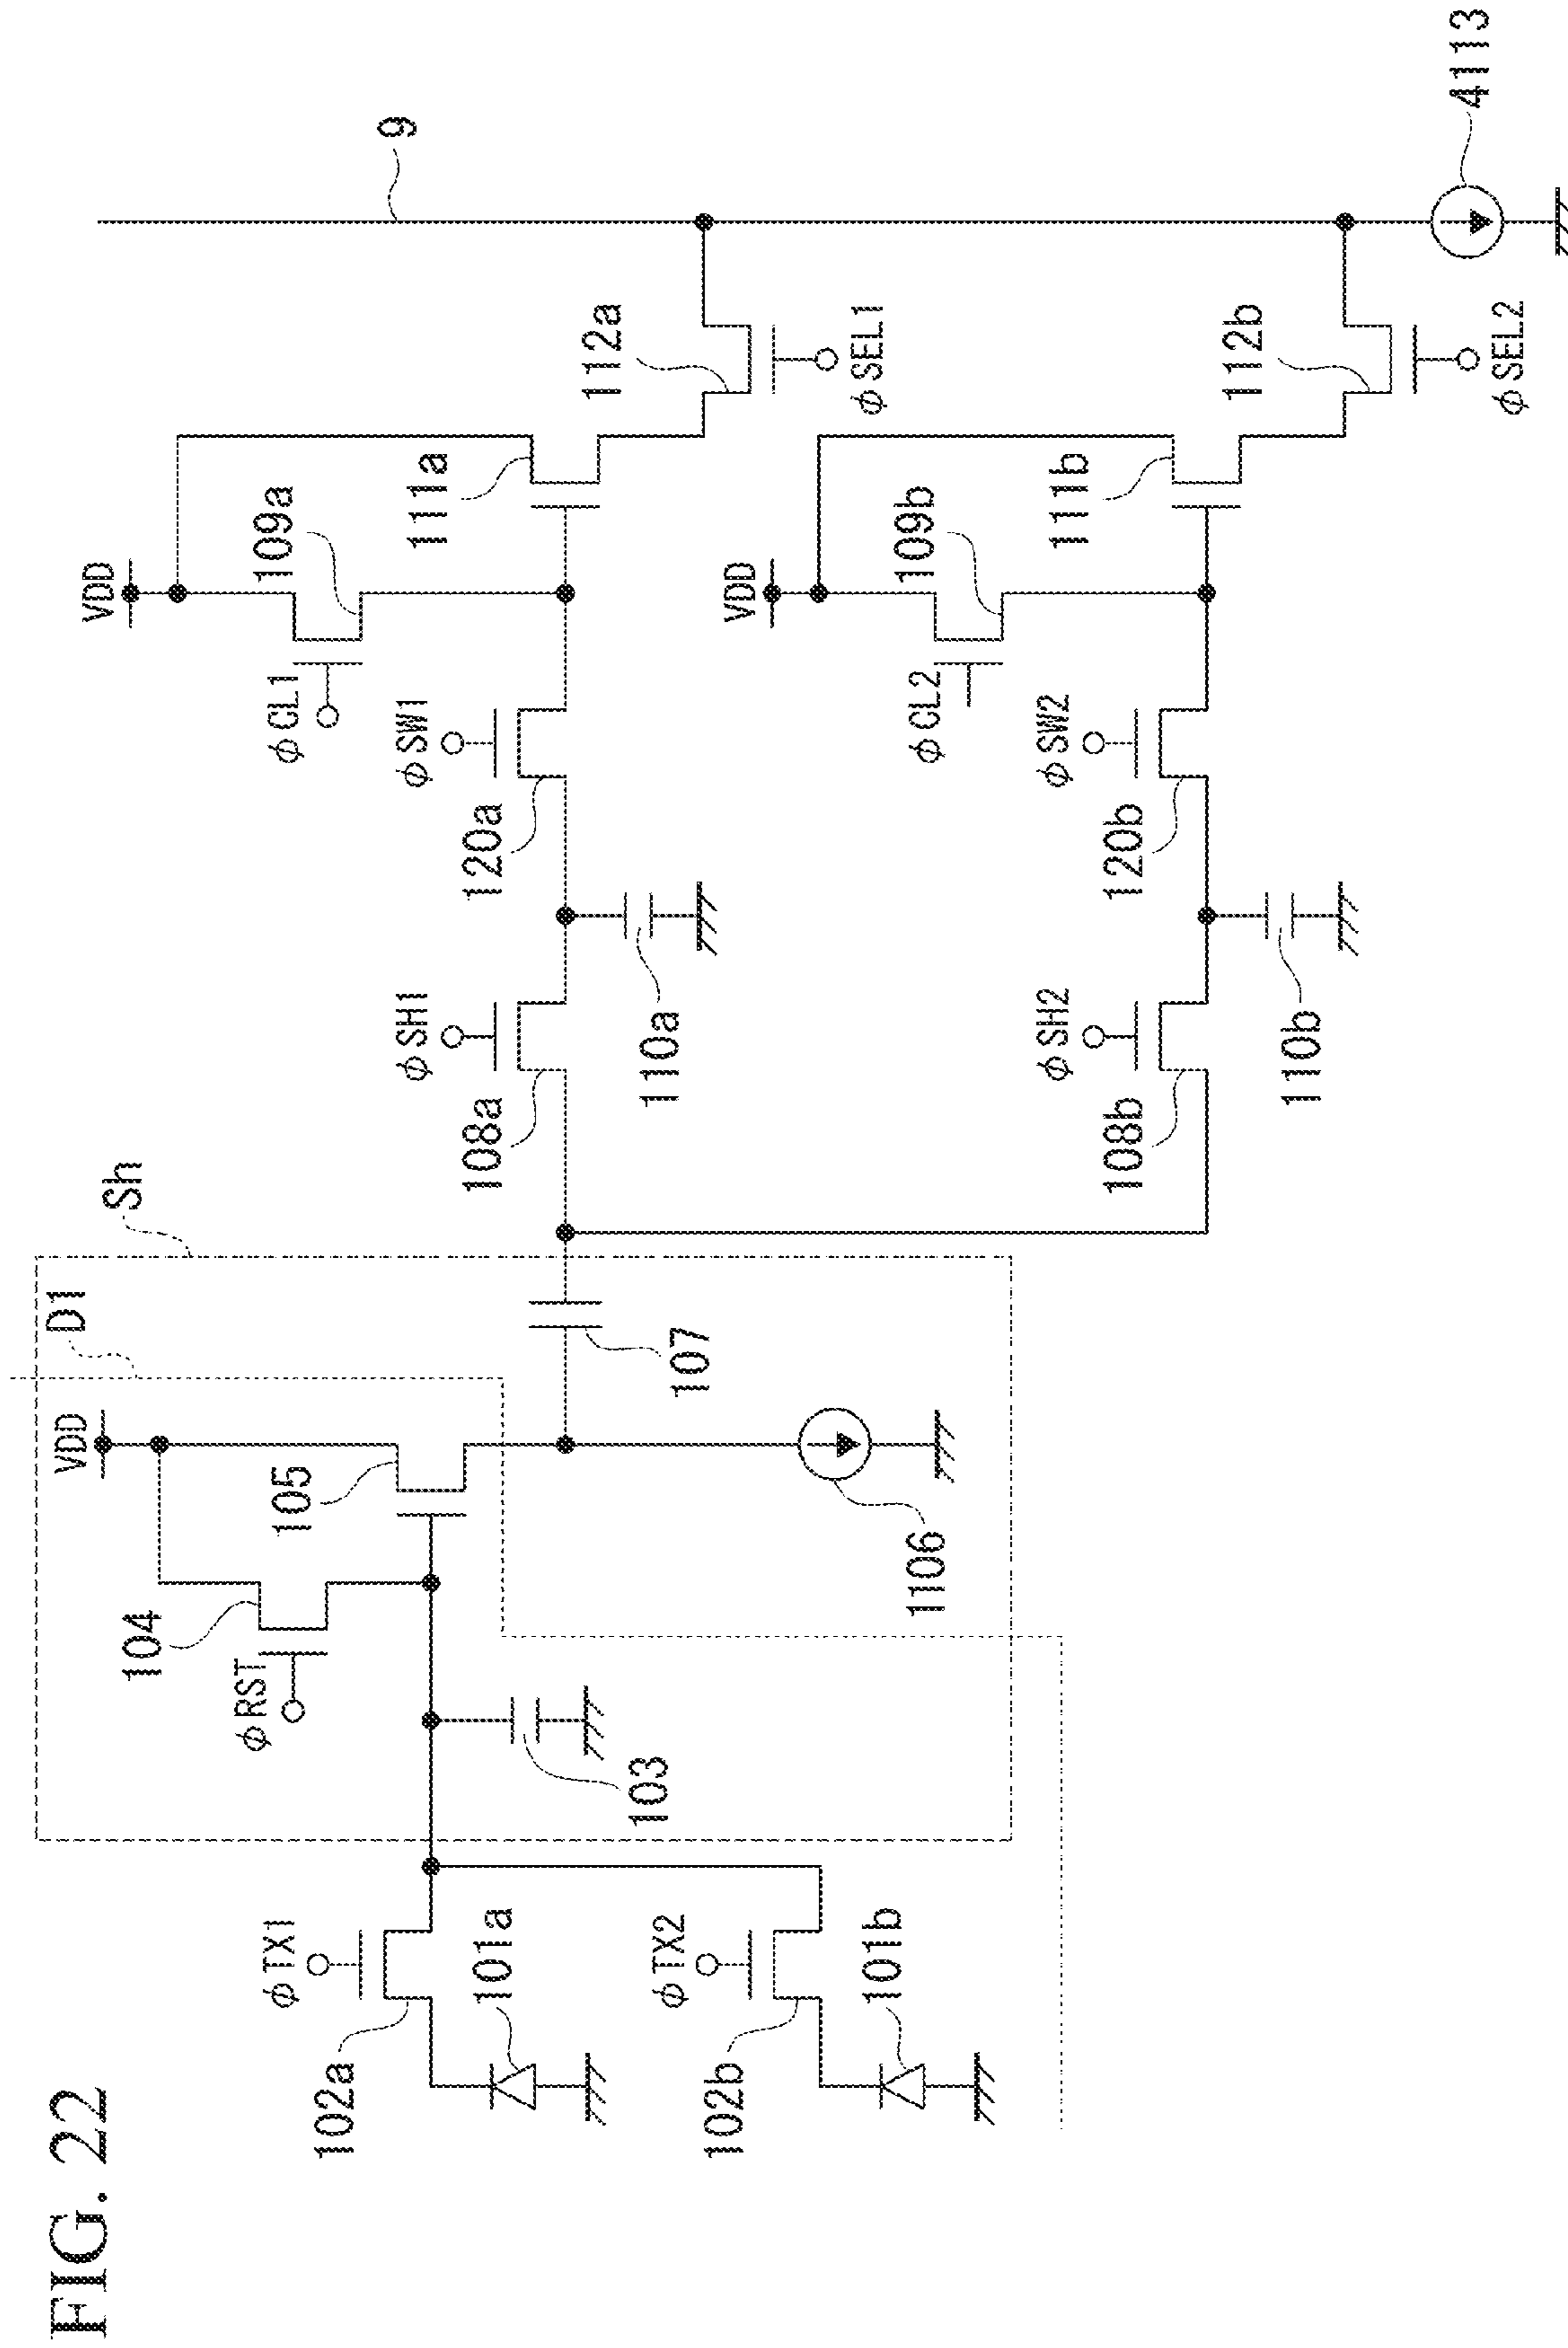 FIG. 22
VDD
D1
Sh
104
φRST
105
103
107
1106
φTX1
102a
101a
φTX2
102b
101b
φSH1
108a
110a
φSW1
120a
VDD
φCL1
109a
111a
112a
φSEL1
9
φSH2
108b
110b
φSW2
120b
VDD
φCL2
109b
111b
112b
φSEL2
4113